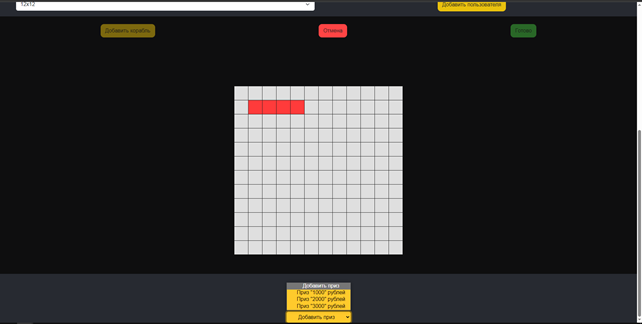 12x12
Добавить пользователя
Добавить корабль
Отмена
Готово
Добавить приз
Приз "1000" рублей
Приз "2000" рублей
Приз "3000" рублей
Добавить приз